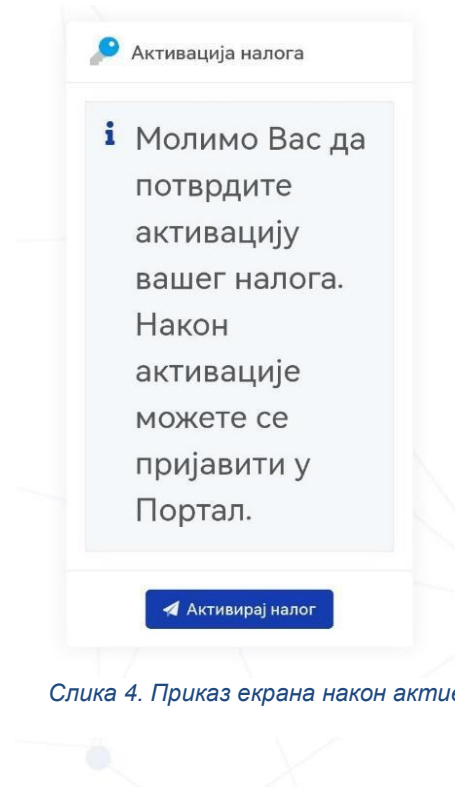 Активација налога
Молимо Вас да
потврдите
активацију
вашег налога.
Након
активације
можете се
пријавити у
Портал.
Активирај налог
Слика 4. Приказ екрана након